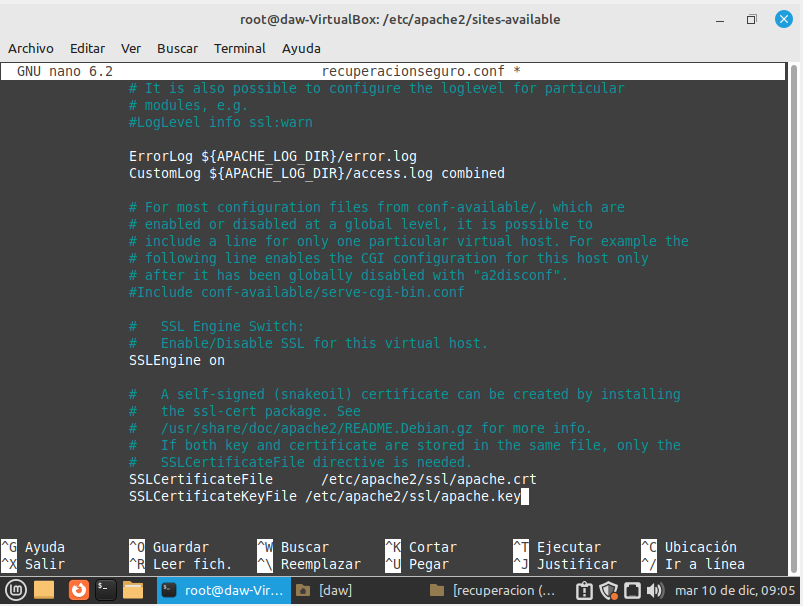 root@daw-VirtualBox: /etc/apache2/sites-available
Archivo Editar Ver Buscar Terminal Ayuda
GNU nano 6.2 recuperacionseguro.conf *
# It is also possible to configure the loglevel for particular
# modules, e.g.
#LogLevel info ssl:warn
ErrorLog ${APACHE_LOG_DIR}/error.log
CustomLog ${APACHE_LOG_DIR}/access.log combined
# For most configuration files from conf-available/, which are
# enabled or disabled at a global level, it is possible to
# include a line for only one particular virtual host. For example the
# following line enables the CGI configuration for this host only
# after it has been globally disabled with "a2disconf".
#Include conf-available/serve-cgi-bin.conf
# SSL Engine Switch:
# Enable/Disable SSL for this virtual host.
SSLEngine on
# A self-signed (snakeoil) certificate can be created by installing
# the ssl-cert package. See
# /usr/share/doc/apache2/README.Debian.gz for more info.
# If both key and certificate are stored in the same file, only the
# SSLCertificateFile directive is needed.
SSLCertificateFile /etc/apache2/ssl/apache.crt
SSLCertificateKeyFile /etc/apache2/ssl/apache.key
^G Ayuda ^O Guardar ^W Buscar ^K Cortar ^T Ejecutar ^C Ubicación
^X Salir ^R Leer fich. ^\ Reemplazar ^U Pegar ^J Justificar ^/ Ir a línea
root@daw-Vir... [daw] [recuperacion (... mar 10 de dic, 09:05